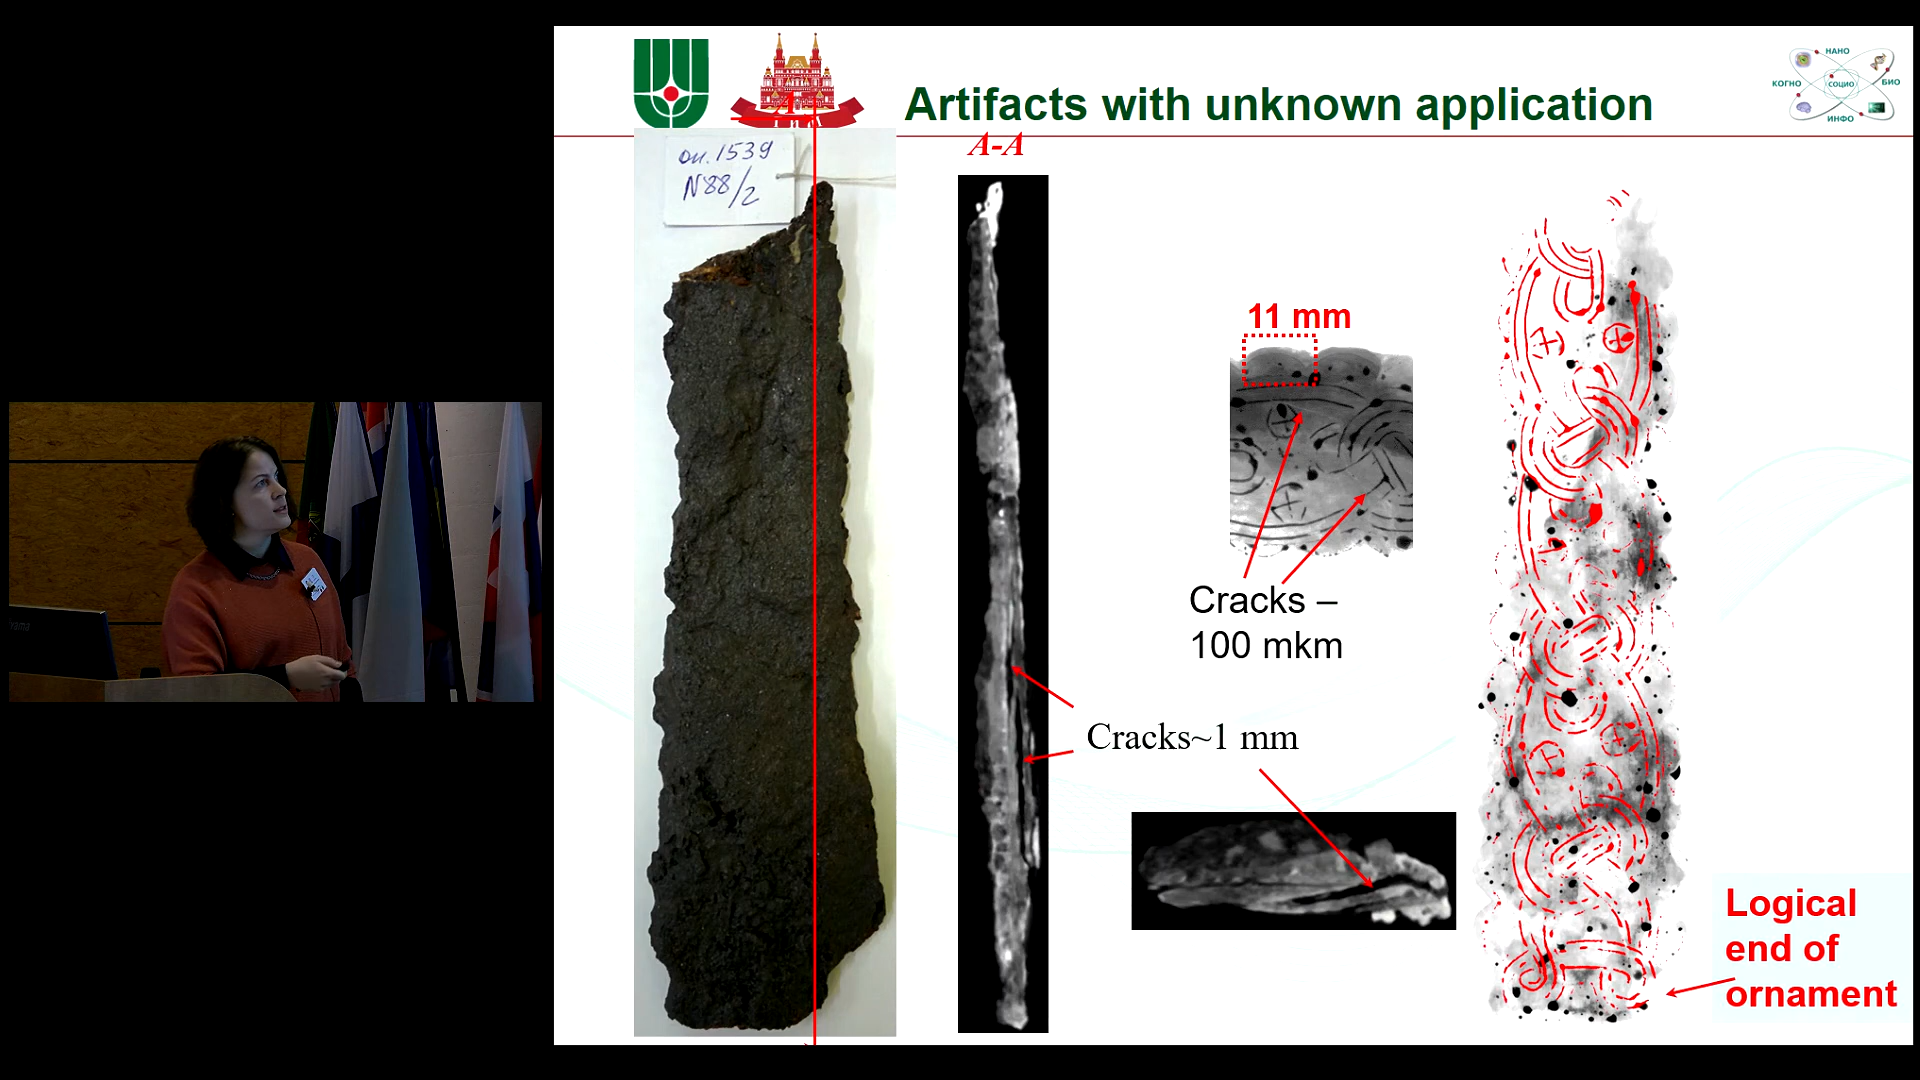 Artifacts with unknown application
НАНО
КОГНО
СОЦИО
БИО
ИНФО
A
A-A
оп. 1539
N88/2
11 mm
Cracks –
100 mkm
Cracks~1 mm
Logical
end of
ornament